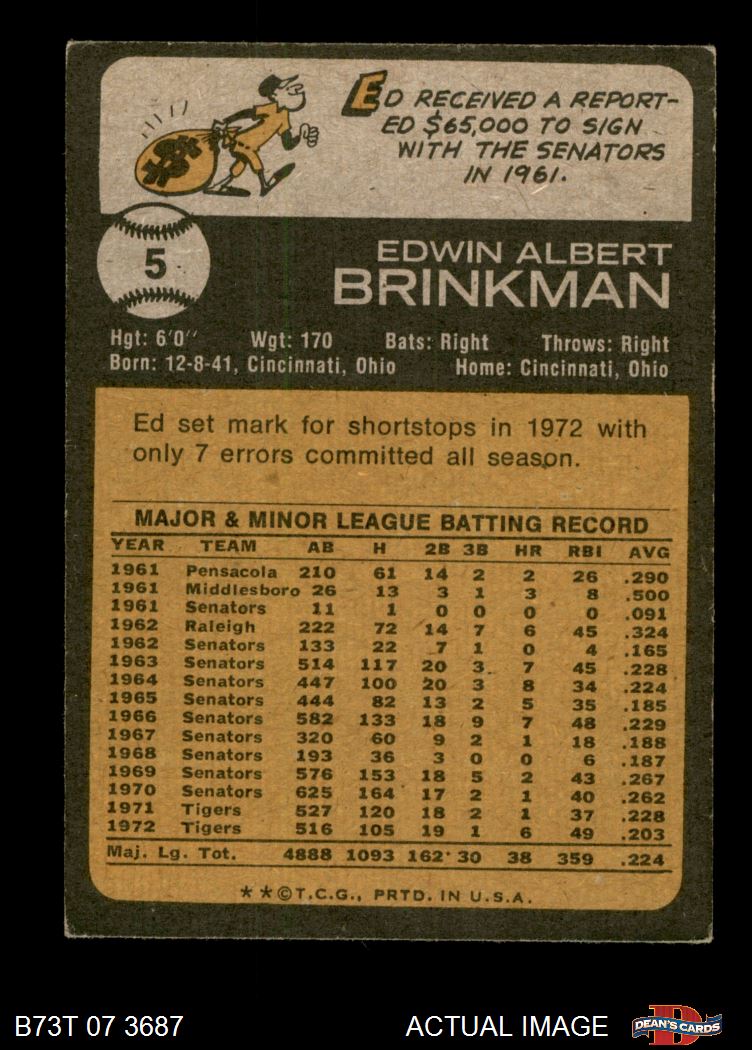 ED RECEIVED A REPORT-
ED $65,000 TO SIGN
WITH THE SENATORS
IN 1961.
5
EDWIN ALBERT
BRINKMAN
Hgt: 6'0" Wgt: 170 Bats: Right Throws: Right
Born: 12-8-41, Cincinnati, Ohio Home: Cincinnati, Ohio
Ed set mark for shortstops in 1972 with
only 7 errors committed all season.
MAJOR & MINOR LEAGUE BATTING RECORD
YEAR TEAM AB H 2B 3B HR RBI AVG
1961 Pensacola 210 61 14 2 2 26 .290
1961 Middlesboro 26 13 3 1 3 8 .500
1961 Senators 11 1 0 0 0 0 .091
1962 Raleigh 222 72 14 7 6 45 .324
1962 Senators 133 22 7 1 0 4 .165
1963 Senators 514 117 20 3 7 45 .228
1964 Senators 447 100 20 3 8 34 .224
1965 Senators 444 82 13 2 5 35 .185
1966 Senators 582 133 18 9 7 48 .229
1967 Senators 320 60 9 2 1 18 .188
1968 Senators 193 36 3 0 0 6 .187
1969 Senators 576 153 18 5 2 43 .267
1970 Senators 625 164 17 2 1 40 .262
1971 Tigers 527 120 18 2 1 37 .228
1972 Tigers 516 105 19 1 6 49 .203
Maj. Lg. Tot. 4888 1093 162 30 38 359 .224
**©T.C.G., PRTD. IN U.S.A.
B73T 07 3687 ACTUAL IMAGE DEAN'S CARDS